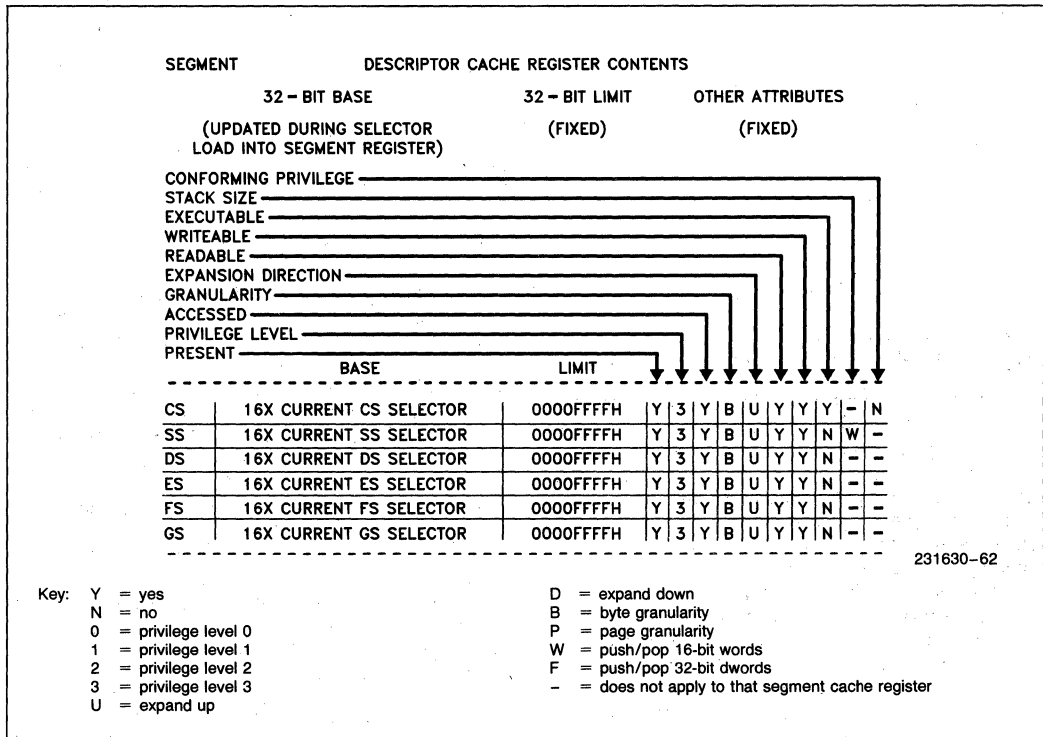 SEGMENT DESCRIPTOR CACHE REGISTER CONTENTS
32 – BIT BASE 32 – BIT LIMIT OTHER ATTRIBUTES
(UPDATED DURING SELECTOR (FIXED) (FIXED)
LOAD INTO SEGMENT REGISTER)
CONFORMING PRIVILEGE
STACK SIZE
EXECUTABLE
WRITEABLE
READABLE
EXPANSION DIRECTION
GRANULARITY
ACCESSED
PRIVILEGE LEVEL
PRESENT
BASE LIMIT
CS 16X CURRENT CS SELECTOR 0000FFFFH Y 3 Y B U Y Y Y – N
SS 16X CURRENT SS SELECTOR 0000FFFFH Y 3 Y B U Y Y N W –
DS 16X CURRENT DS SELECTOR 0000FFFFH Y 3 Y B U Y Y N – –
ES 16X CURRENT ES SELECTOR 0000FFFFH Y 3 Y B U Y Y N – –
FS 16X CURRENT FS SELECTOR 0000FFFFH Y 3 Y B U Y Y N – –
GS 16X CURRENT GS SELECTOR 0000FFFFH Y 3 Y B U Y Y N – –
231630–62
Key: Y = yes
N = no
0 = privilege level 0
1 = privilege level 1
2 = privilege level 2
3 = privilege level 3
U = expand up
D = expand down
B = byte granularity
P = page granularity
W = push/pop 16-bit words
F = push/pop 32-bit dwords
– = does not apply to that segment cache register